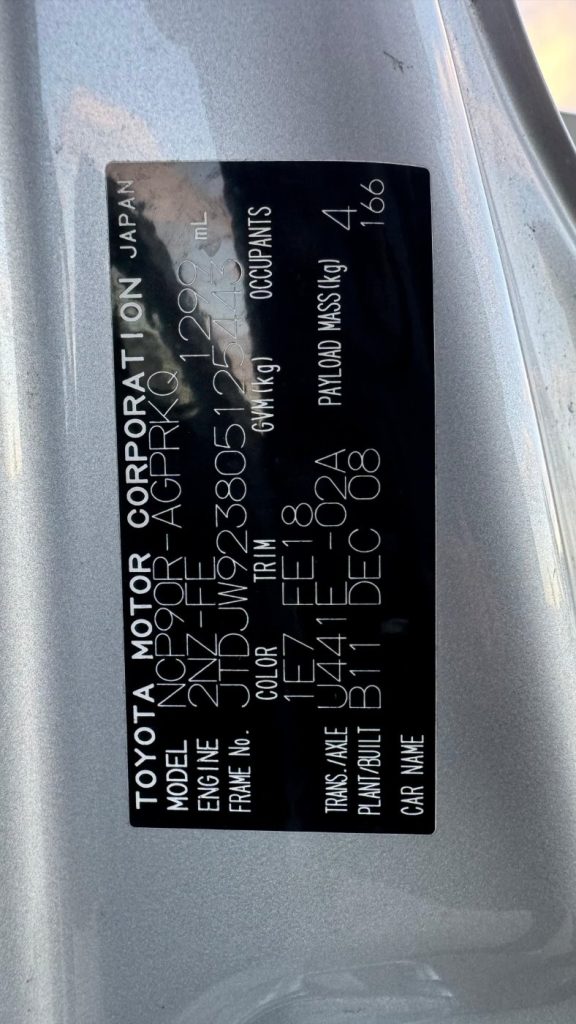 TOYOTA MOTOR CORPORATION JAPAN
MODEL NCP90R-AGPRKQ
ENGINE 2NZ-FE 1299 mL
FRAME No. JTDJW923805125443
COLOR TRIM GVM(kg) OCCUPANTS
1E7 FE18
TRANS./AXLE U441E -02A PAYLOAD MASS(kg) 4
PLANT/BUILT B11 DEC 08 166
CAR NAME